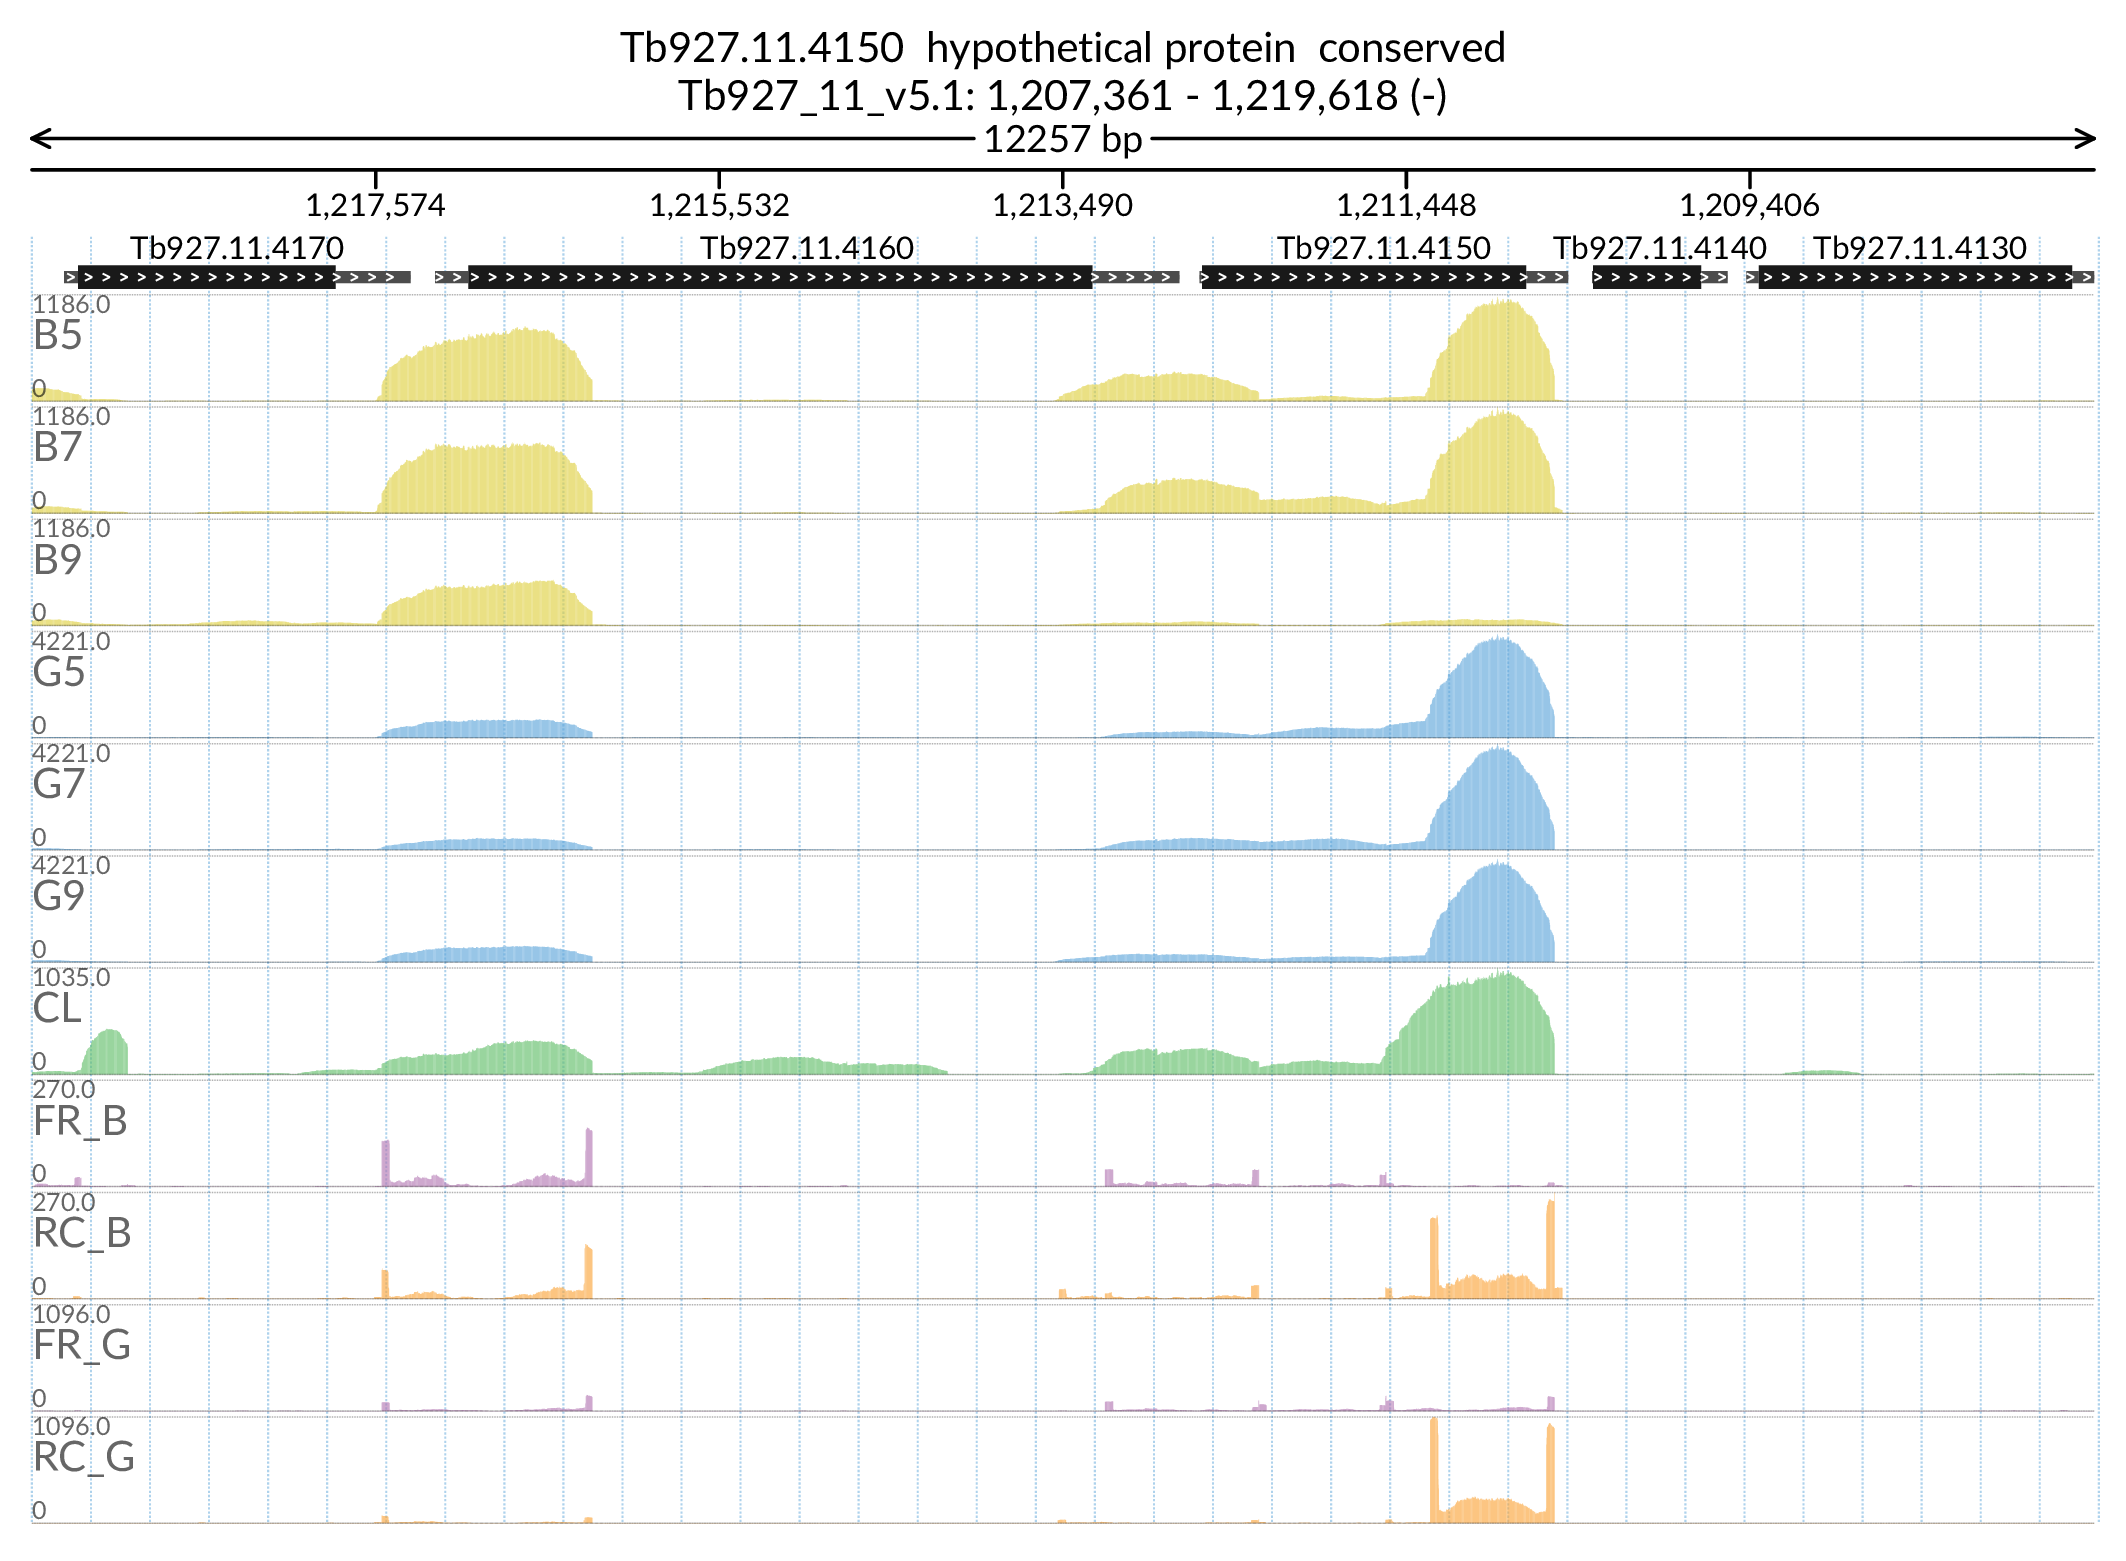 Tb927.11.4150  hypothetical protein  conserved
Tb927_11_v5.1: 1,207,361 - 1,219,618 (-)
12257 bp
1,217,574 1,215,532 1,213,490 1,211,448 1,209,406
Tb927.11.4170 Tb927.11.4160 Tb927.11.4150 Tb927.11.4140 Tb927.11.4130
1186.0
B5
0
1186.0
B7
0
1186.0
B9
0
4221.0
G5
0
4221.0
G7
0
4221.0
G9
0
1035.0
CL
0
270.0
FR_B
0
270.0
RC_B
0
1096.0
FR_G
0
1096.0
RC_G
0